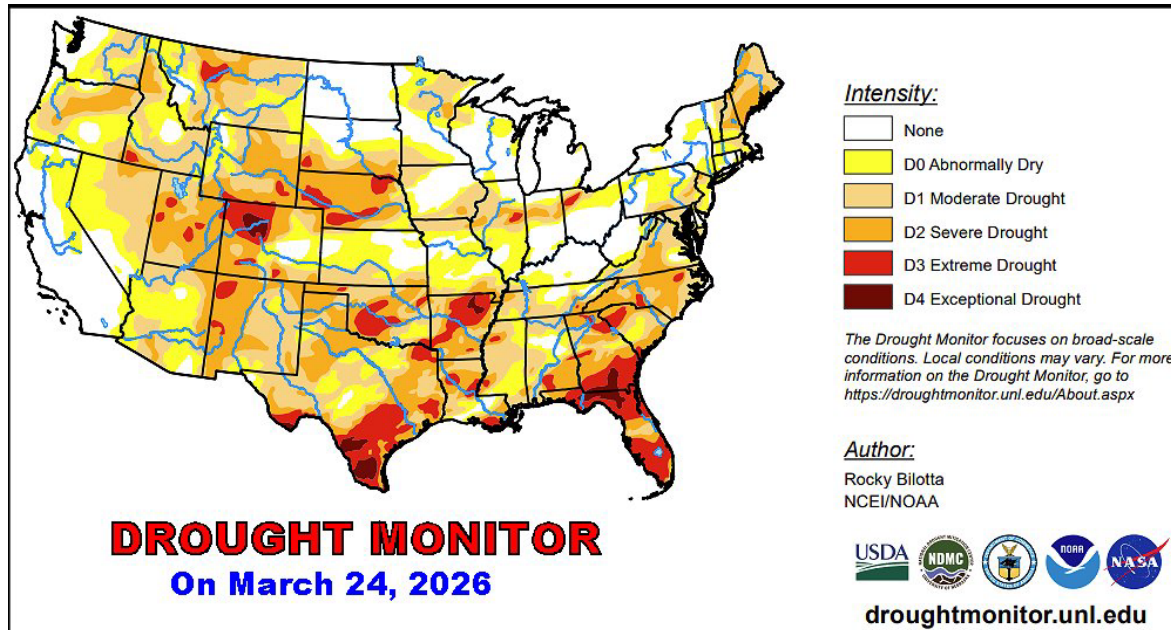 Intensity:
None
D0 Abnormally Dry
D1 Moderate Drought
D2 Severe Drought
D3 Extreme Drought
D4 Exceptional Drought
The Drought Monitor focuses on broad-scale
conditions. Local conditions may vary. For more
information on the Drought Monitor, go to
https://droughtmonitor.unl.edu/About.aspx
Author:
Rocky Bilotta
NCEI/NOAA
DROUGHT MONITOR
On March 24, 2026
USDA
NDMC
NOAA
NASA
droughtmonitor.unl.edu